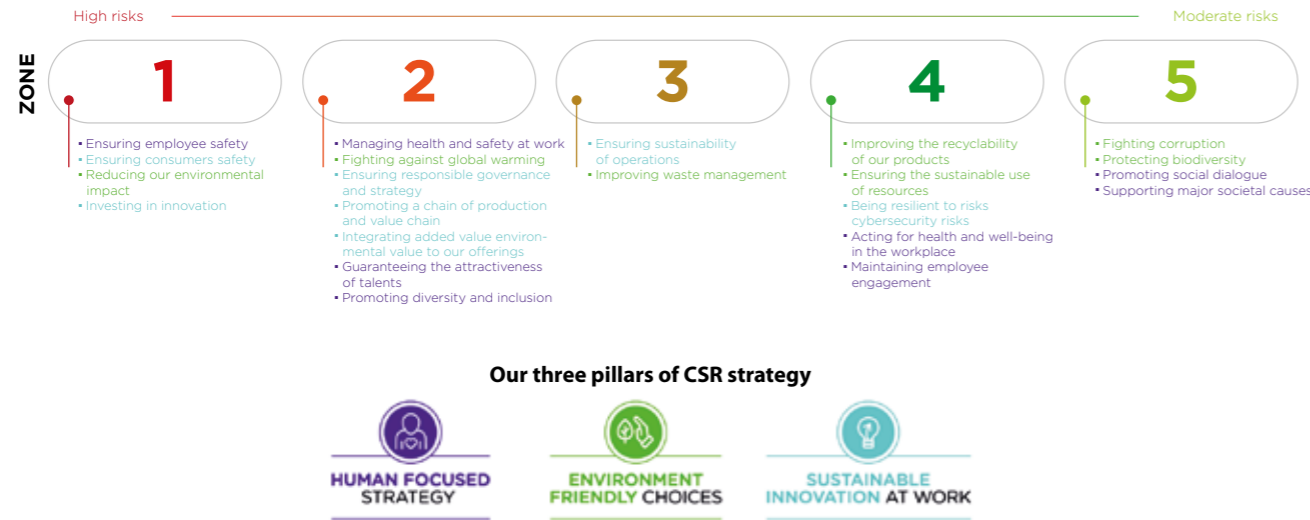 High risks
Moderate risks
ZONE
1
2
3
4
5
▪ Ensuring employee safety
▪ Ensuring consumers safety
▪ Reducing our environmental
impact
▪ Investing in innovation
▪ Managing health and safety at work
▪ Fighting against global warming
▪ Ensuring responsible governance
and strategy
▪ Promoting a chain of production
and value chain
▪ Integrating added value environ-
mental value to our offerings
▪ Guaranteeing the attractiveness
of talents
▪ Promoting diversity and inclusion
▪ Ensuring sustainability
of operations
▪ Improving waste management
▪ Improving the recyclability
of our products
▪ Ensuring the sustainable use
of resources
▪ Being resilient to risks
cybersecurity risks
▪ Acting for health and well-being
in the workplace
▪ Maintaining employee
engagement
▪ Fighting corruption
▪ Protecting biodiversity
▪ Promoting social dialogue
▪ Supporting major societal causes
Our three pillars of CSR strategy
HUMAN FOCUSED
STRATEGY
ENVIRONMENT
FRIENDLY CHOICES
SUSTAINABLE
INNOVATION AT WORK